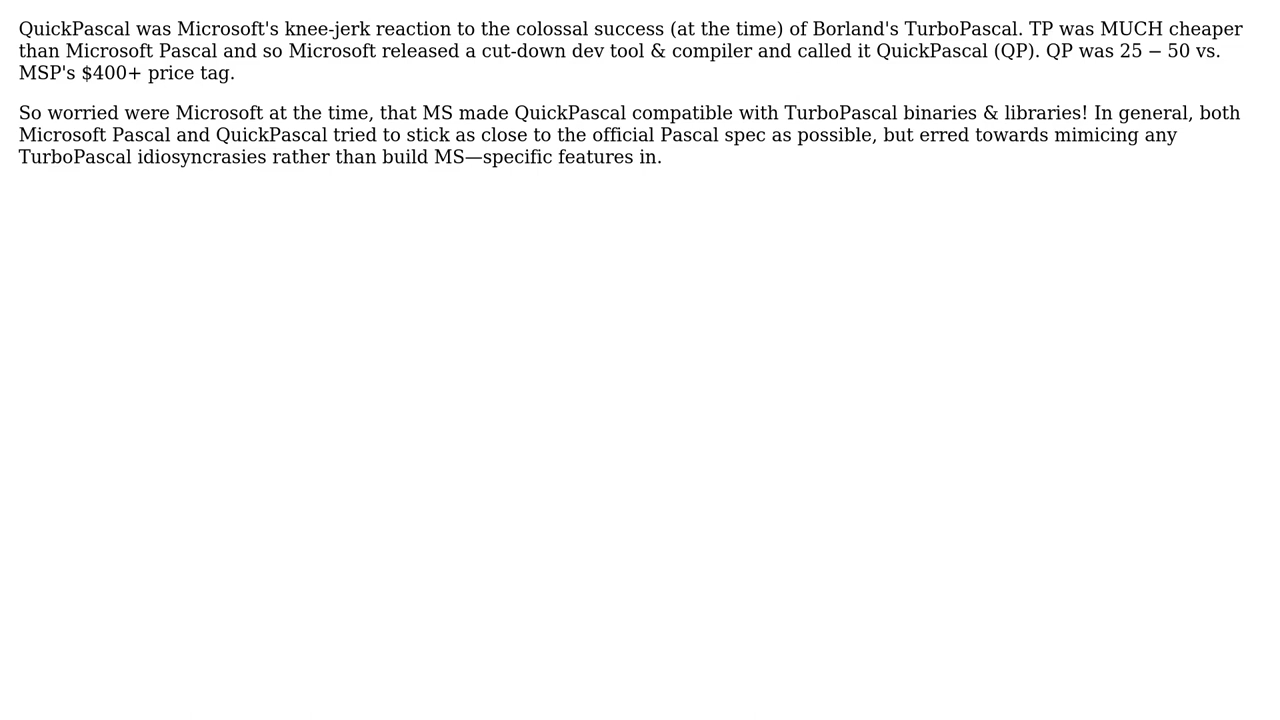 QuickPascal was Microsoft's knee-jerk reaction to the colossal success (at the time) of Borland's TurboPascal. TP was MUCH cheaper
than Microsoft Pascal and so Microsoft released a cut-down dev tool & compiler and called it QuickPascal (QP). QP was 25 − 50 vs.
MSP's $400+ price tag.
So worried were Microsoft at the time, that MS made QuickPascal compatible with TurboPascal binaries & libraries! In general, both
Microsoft Pascal and QuickPascal tried to stick as close to the official Pascal spec as possible, but erred towards mimicing any
TurboPascal idiosyncrasies rather than build MS—specific features in.